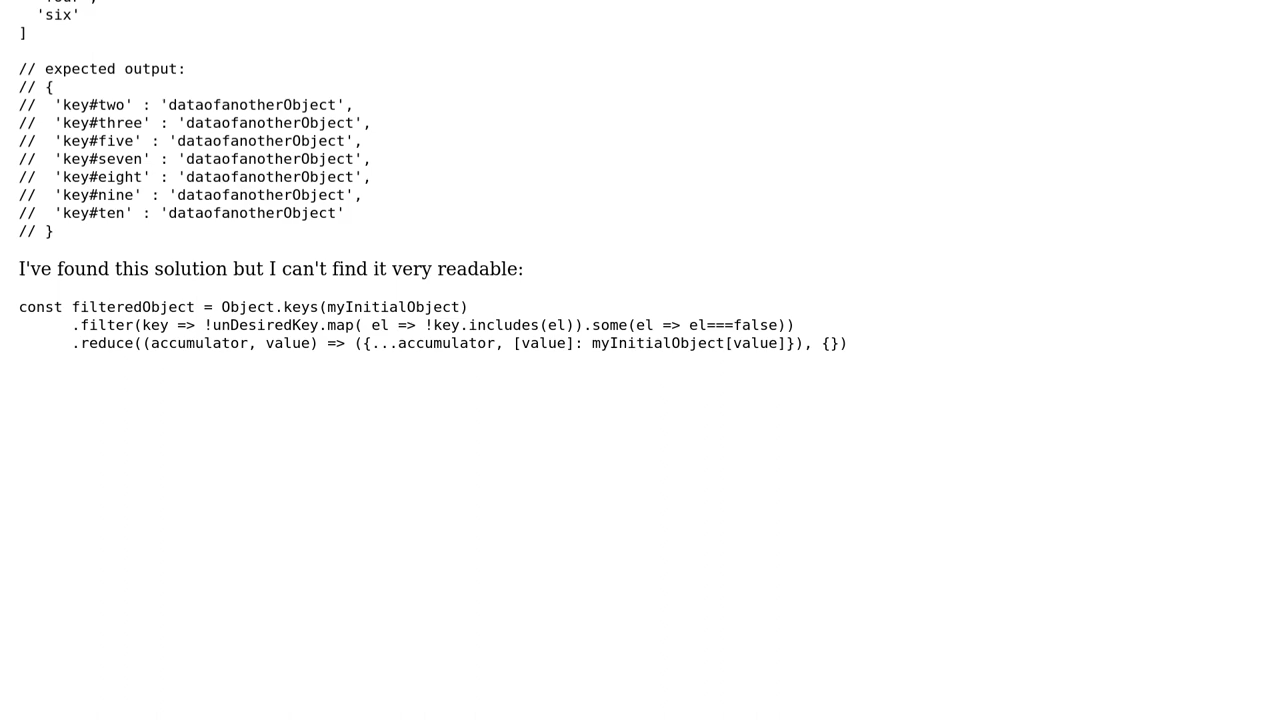 'six'
]
// expected output:
// {
//  'key#two' : 'dataofanotherObject',
//  'key#three' : 'dataofanotherObject',
//  'key#five' : 'dataofanotherObject',
//  'key#seven' : 'dataofanotherObject',
//  'key#eight' : 'dataofanotherObject',
//  'key#nine' : 'dataofanotherObject',
//  'key#ten' : 'dataofanotherObject'
// }
I've found this solution but I can't find it very readable:
const filteredObject = Object.keys(myInitialObject)
      .filter(key => !unDesiredKey.map( el => !key.includes(el)).some(el => el===false))
      .reduce((accumulator, value) => ({...accumulator, [value]: myInitialObject[value]}), {})